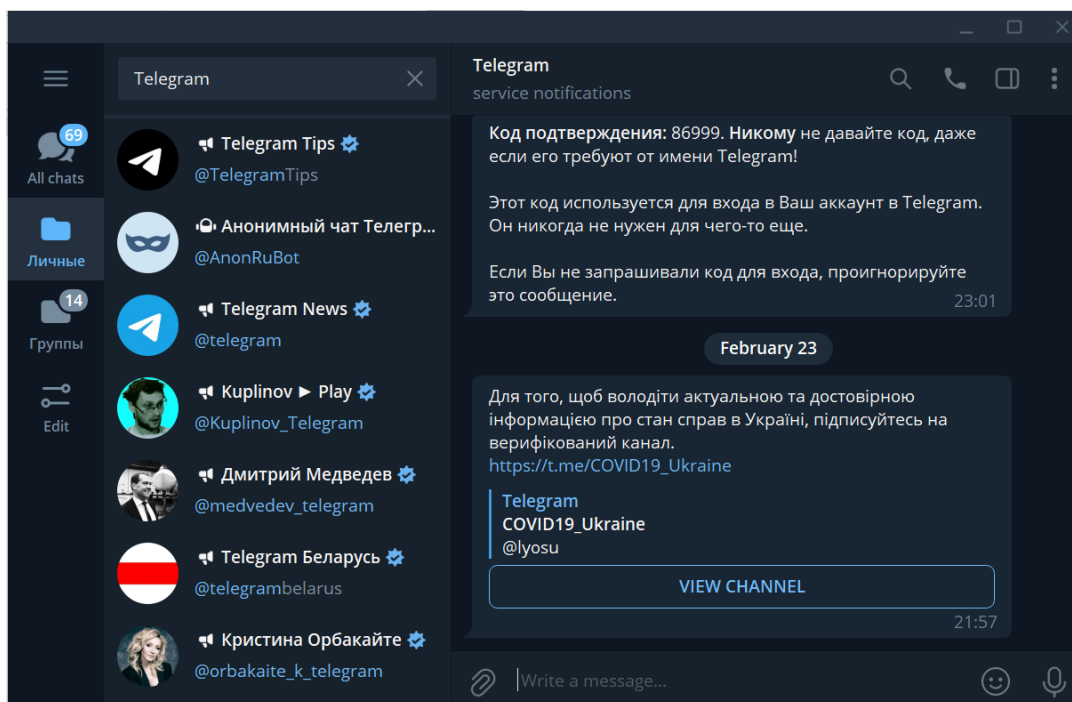 Telegram
69
All chats
Личные
14
Группы
Edit
Telegram Tips
@TelegramTips
Анонимный чат Телегр...
@AnonRuBot
Telegram News
@telegram
Kuplinov ► Play
@Kuplinov_Telegram
Дмитрий Медведев
@medvedev_telegram
Telegram Беларусь
@telegrambelarus
Кристина Орбакайте
@orbakaite_k_telegram
Telegram
service notifications
Код подтверждения: 86999. Никому не давайте код, даже
если его требуют от имени Telegram!
Этот код используется для входа в Ваш аккаунт в Telegram.
Он никогда не нужен для чего-то еще.
Если Вы не запрашивали код для входа, проигнорируйте
это сообщение.
23:01
February 23
Для того, щоб володіти актуальною та достовірною
інформацією про стан справ в Україні, підписуйтесь на
верифікований канал.
https://t.me/COVID19_Ukraine
Telegram
COVID19_Ukraine
@lyosu
VIEW CHANNEL
21:57
Write a message...